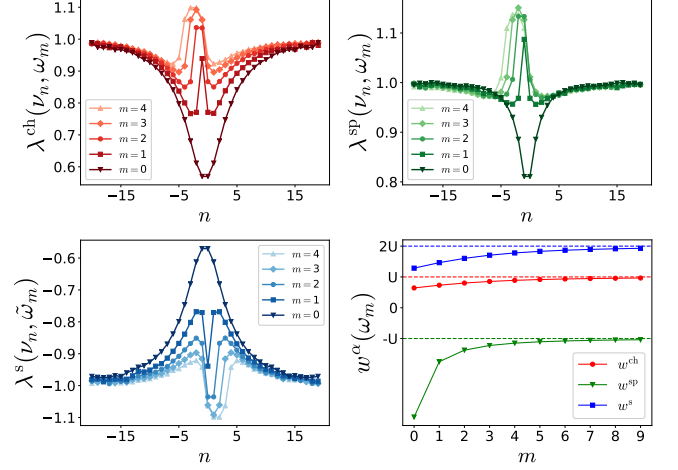 λ^ch(ν_n, ω_m)
1.1
1.0
0.9
0.8
0.7
0.6
m = 4
m = 3
m = 2
m = 1
m = 0
−15 −5 5 15
n
λ^sp(ν_n, ω_m)
1.0
0.9
0.8
m = 4
m = 3
m = 2
m = 1
m = 0
−15 −5 5 15
n
λ^s(ν_n, ω̃_m)
−0.6
−0.7
−0.8
−0.9
−1.0
−1.1
m = 4
m = 3
m = 2
m = 1
m = 0
−15 −5 5 15
n
w^α(ω_m)
2U
U
0
-U
w^ch
w^sp
w^s
0 1 2 3 4 5 6 7 8 9
m